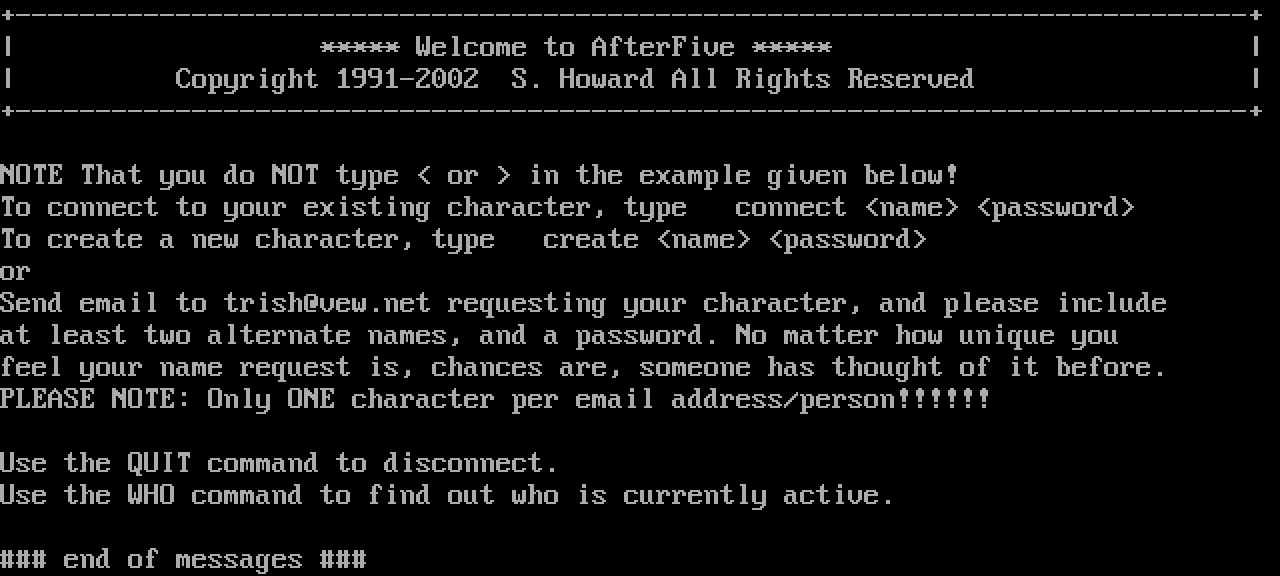 +------------------------------------------------------------------------------+
|                    ***** Welcome to AfterFive *****                           |
|           Copyright 1991-2002  S. Howard All Rights Reserved                  |
+------------------------------------------------------------------------------+
NOTE That you do NOT type < or > in the example given below!
To connect to your existing character, type   connect <name> <password>
To create a new character, type   create <name> <password>
or
Send email to trish@vew.net requesting your character, and please include
at least two alternate names, and a password. No matter how unique you
feel your name request is, chances are, someone has thought of it before.
PLEASE NOTE: Only ONE character per email address/person!!!!!!
Use the QUIT command to disconnect.
Use the WHO command to find out who is currently active.
### end of messages ###